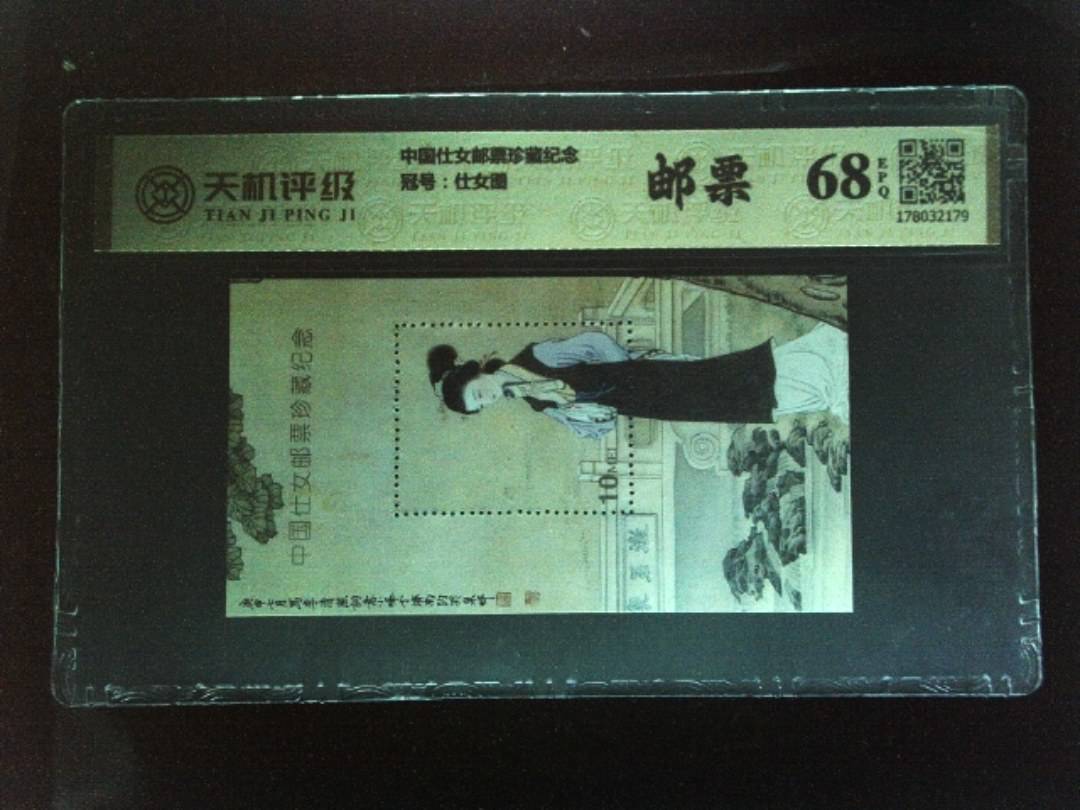 天机评级
TIAN JI PING JI
中国仕女邮票珍藏纪念
冠号：仕女圖
邮票
68
EPQ
178032179
中国仕女邮票珍藏纪念
10 MEL